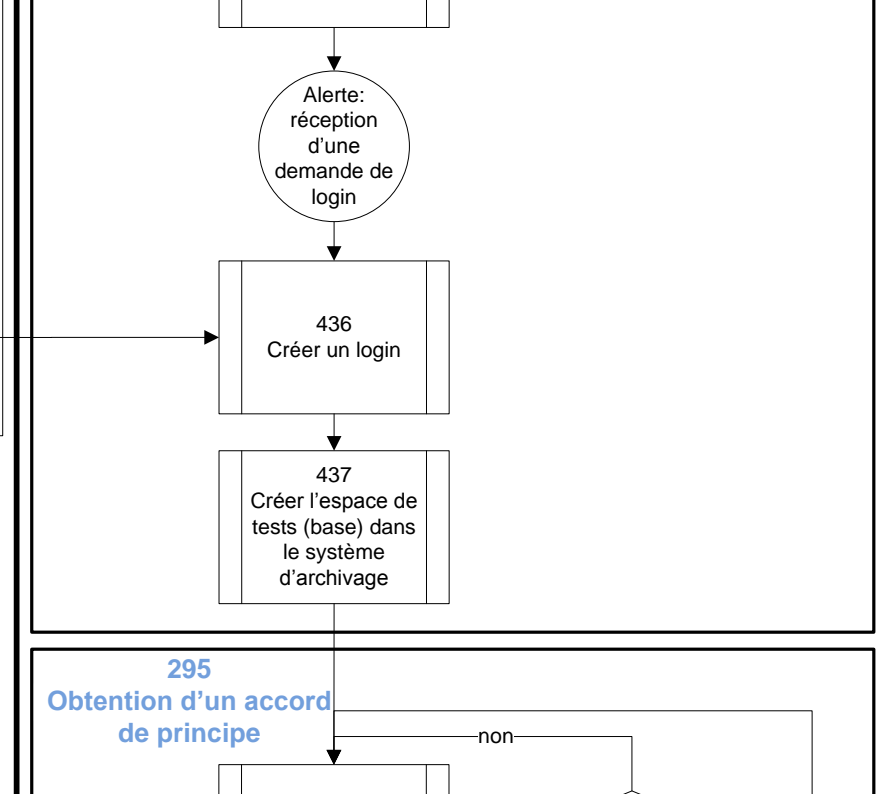 Alerte:
réception
d’une
demande de
login
436
Créer un login
437
Créer l’espace de
tests (base) dans
le système
d’archivage
295
Obtention d’un accord
de principe
non